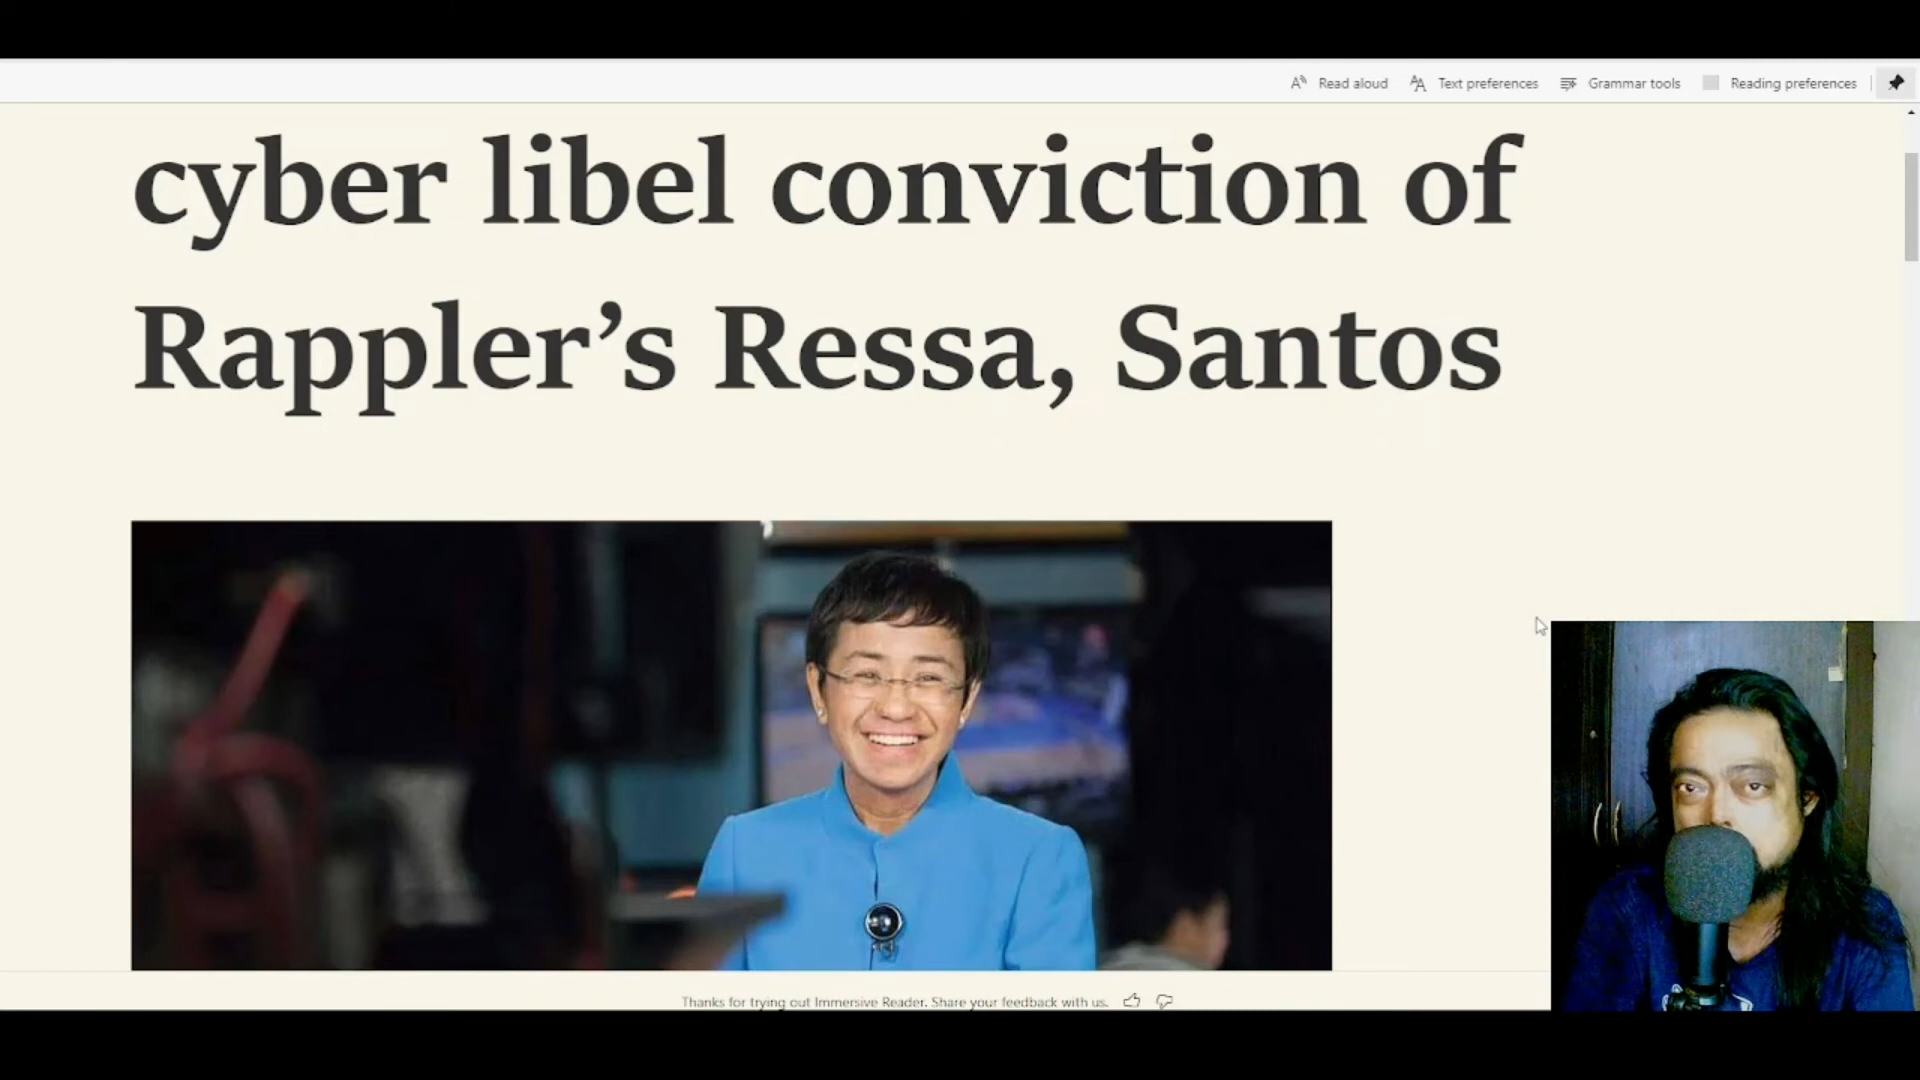 Read aloud
Text preferences
Grammar tools
Reading preferences
cyber libel conviction of
Rappler’s Ressa, Santos
Thanks for trying out Immersive Reader. Share your feedback with us.